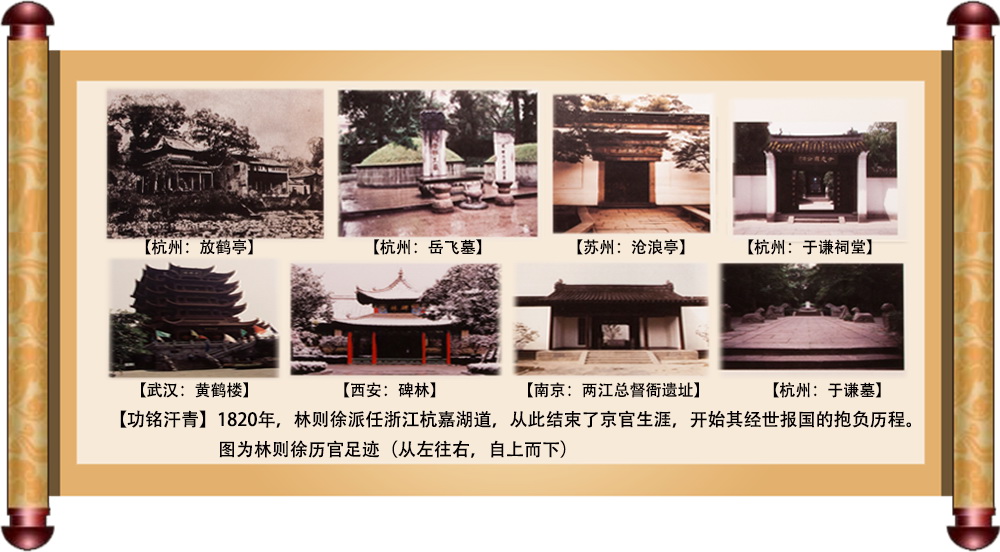 【杭州：放鹤亭】
【杭州：岳飞墓】
【苏州：沧浪亭】
【杭州：于谦祠堂】
【武汉：黄鹤楼】
【西安：碑林】
【南京：两江总督衙遗址】
【杭州：于谦墓】
【功铭汗青】1820年，林则徐派任浙江杭嘉湖道，从此结束了京官生涯，开始其经世报国的抱负历程。
图为林则徐历官足迹（从左往右，自上而下）